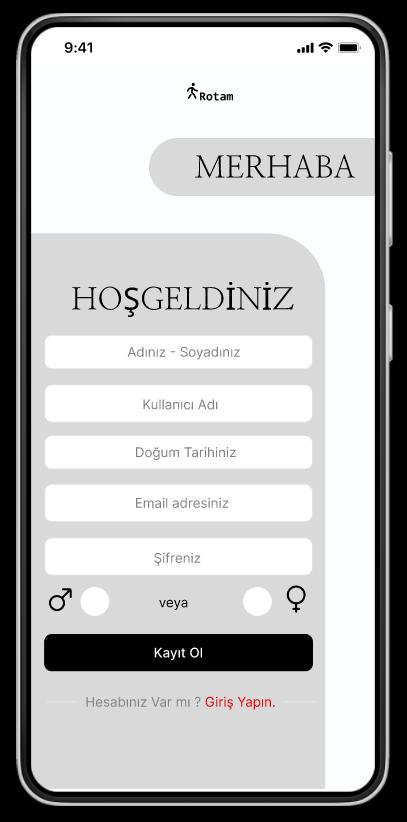 9:41
Rotam
MERHABA
HOŞGELDİNİZ
Adınız - Soyadınız
Kullanıcı Adı
Doğum Tarihiniz
Email adresiniz
Şifreniz
veya
Kayıt Ol
Hesabınız Var mı ? Giriş Yapın.